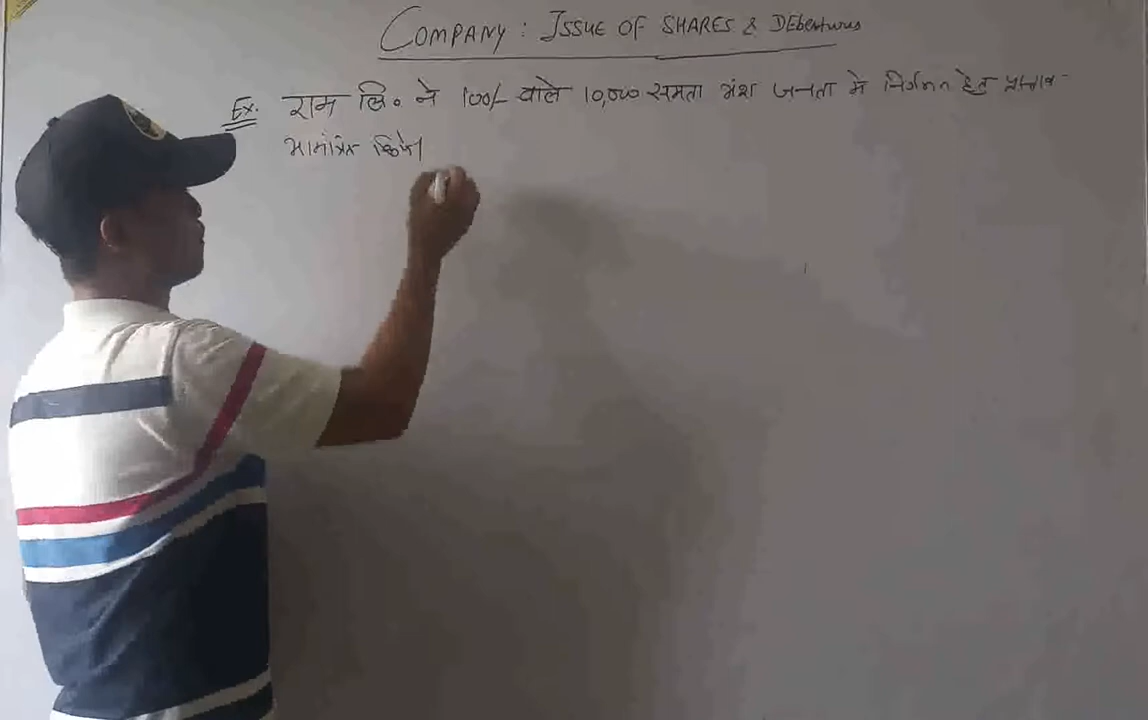 COMPANY : ISSUE OF SHARES & DEbentures
Ex. राम लि० ने 100/- वाले 10,000 समता अंश जनता मे निर्गमन हेतु प्रस्ताव-
आमंत्रित किये।